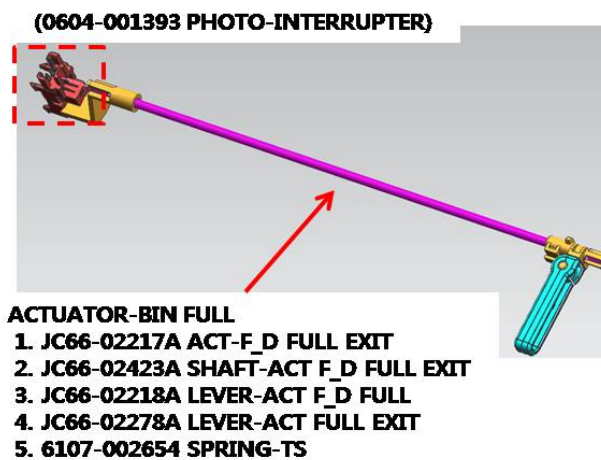 (0604-001393 PHOTO-INTERRUPTER)
ACTUATOR-BIN FULL
1. JC66-02217A ACT-F_D FULL EXIT
2. JC66-02423A SHAFT-ACT F_D FULL EXIT
3. JC66-02218A LEVER-ACT F_D FULL
4. JC66-02278A LEVER-ACT FULL EXIT
5. 6107-002654 SPRING-TS